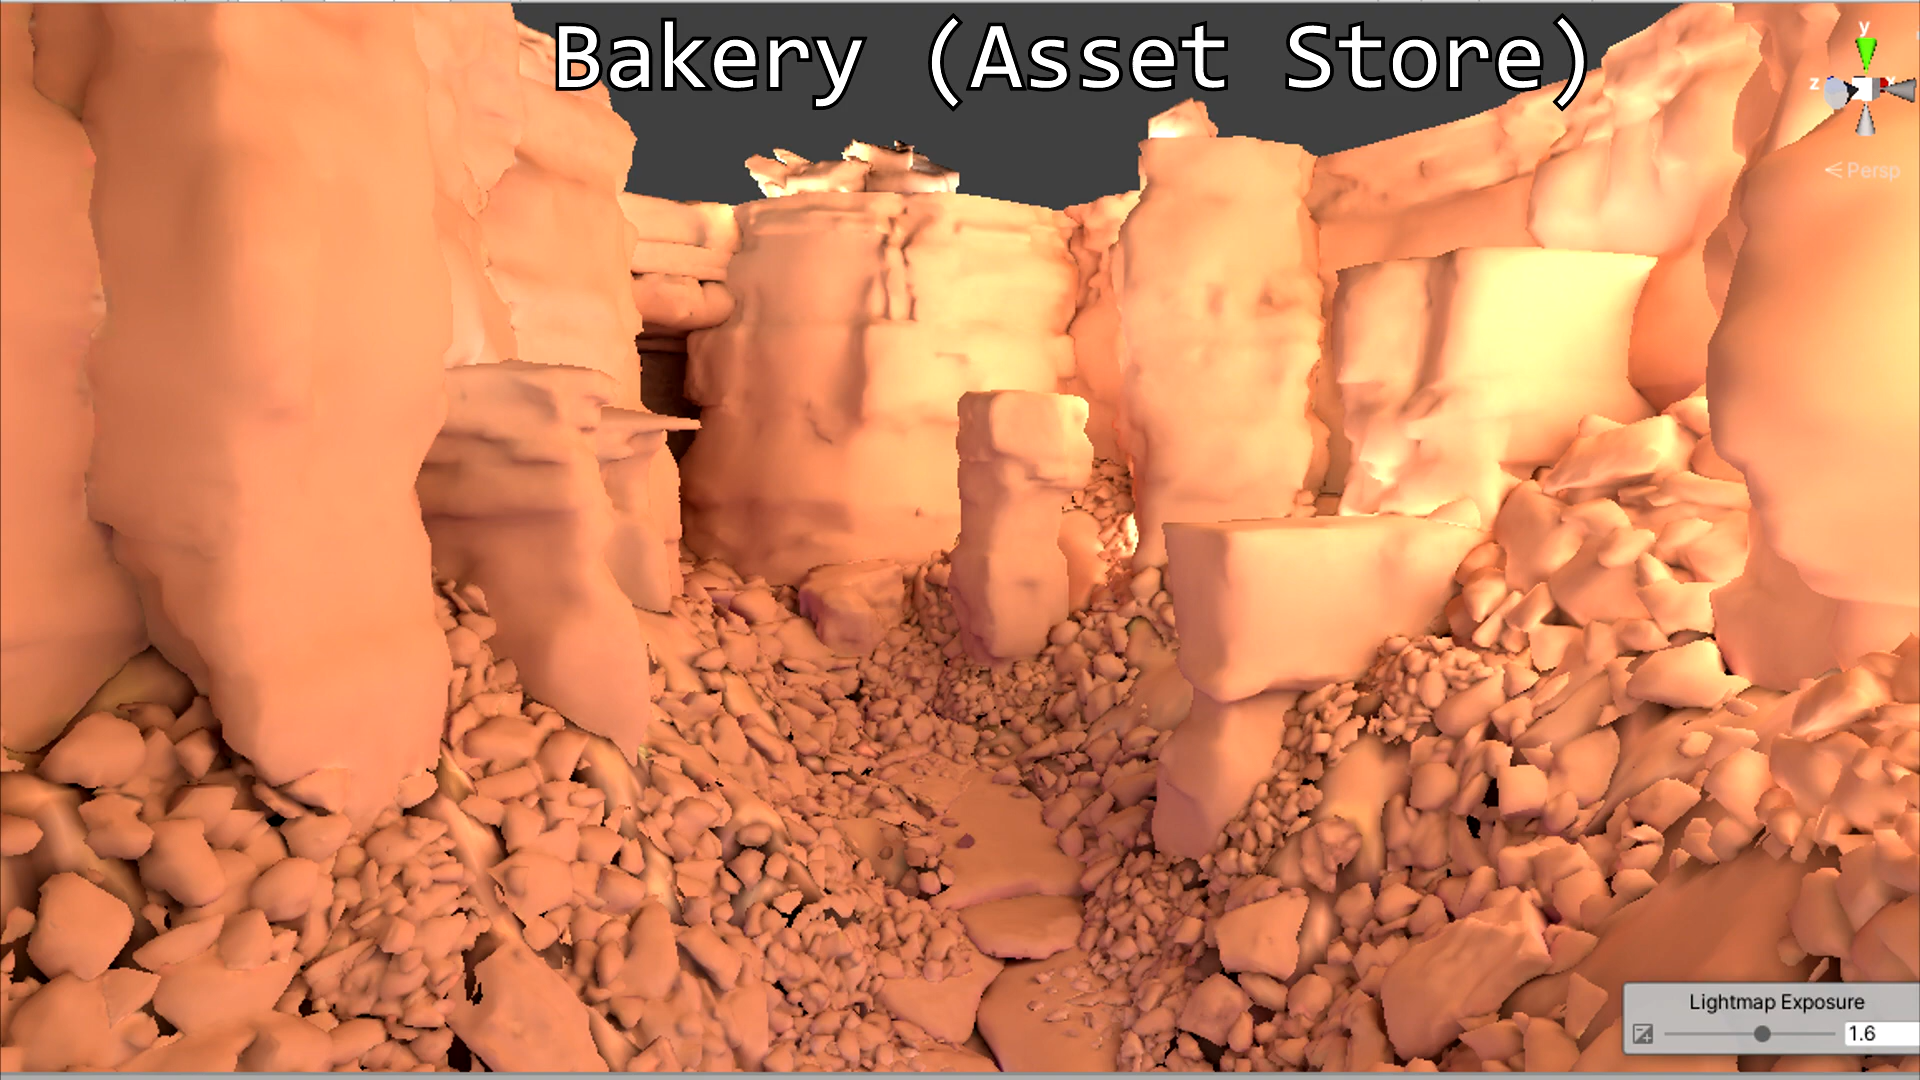 Bakery (Asset Store)
y
z
x
< Persp
Lightmap Exposure
1.6